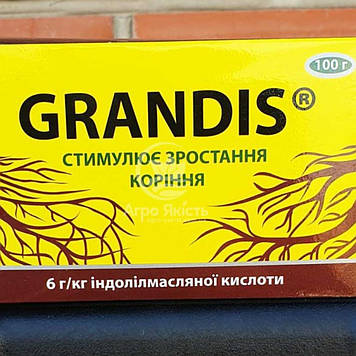 100 г
GRANDIS®
СТИМУЛЮЄ ЗРОСТАННЯ
КОРІННЯ
Агро Якість
6 г/кг індолілмасляної кислоти